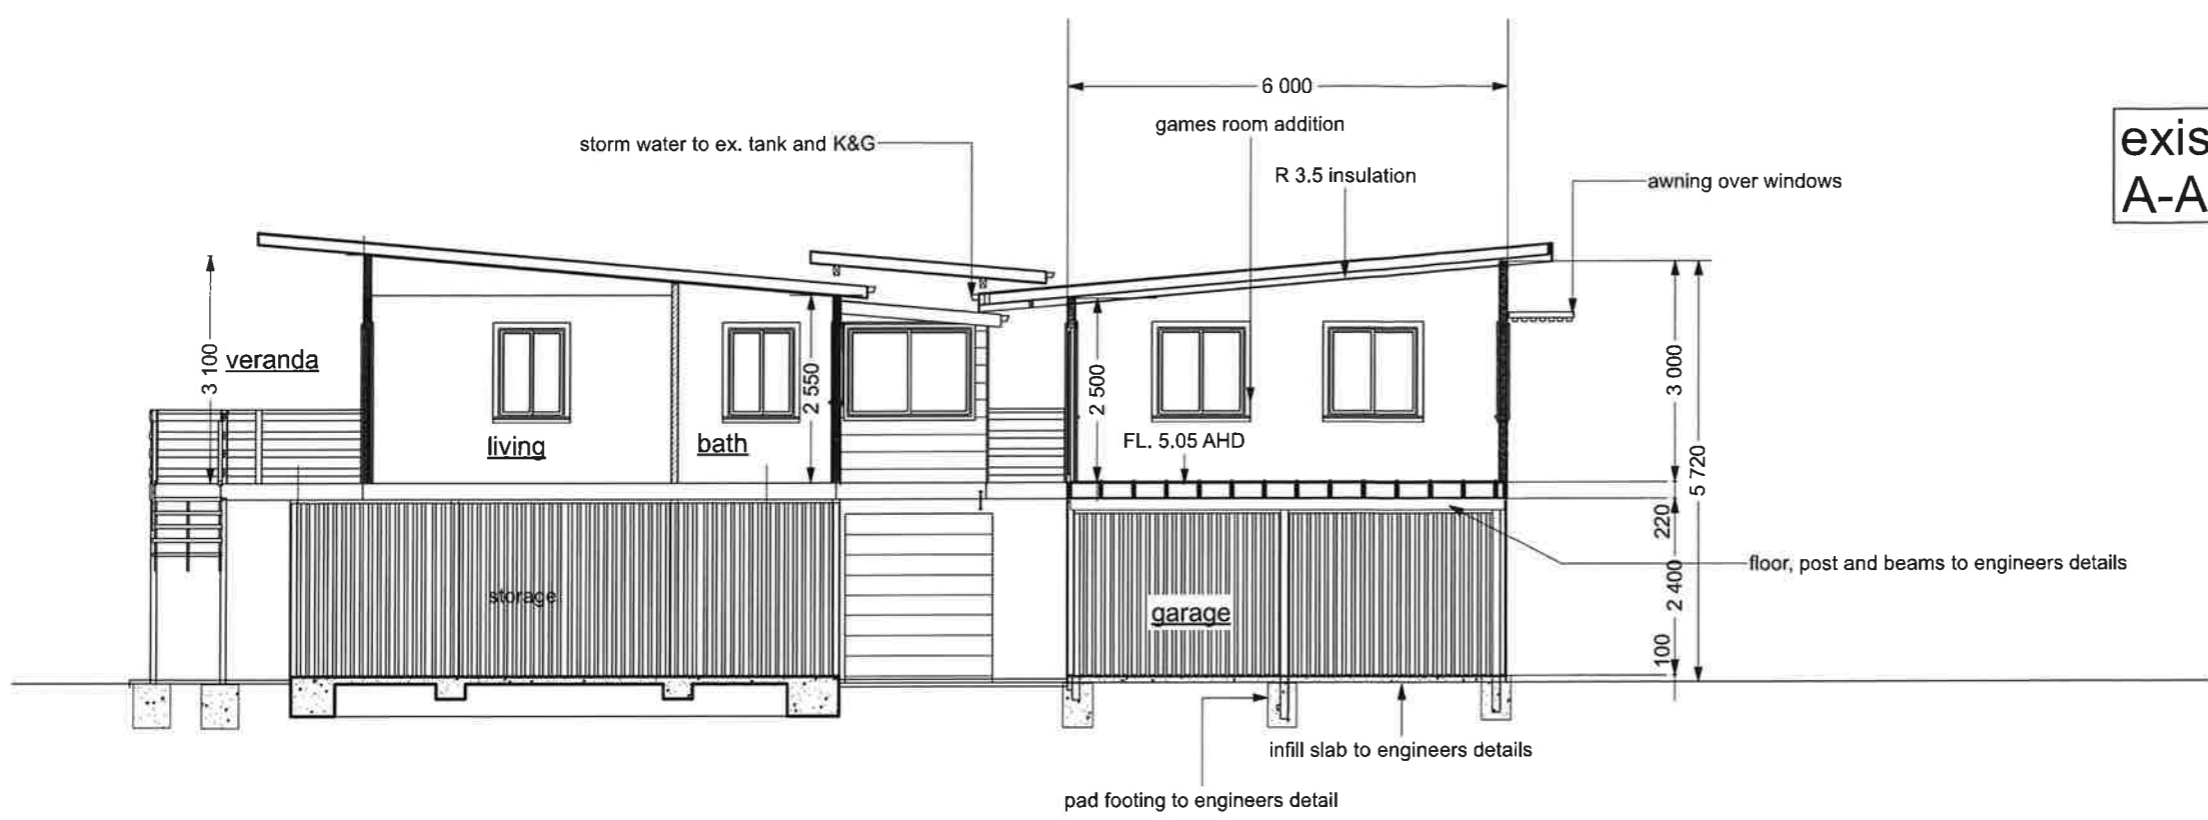 6 000
games room addition
storm water to ex. tank and K&G
R 3.5 insulation
awning over windows
exis
A-A
3 100
veranda
living
bath
2 550
2 500
FL. 5.05 AHD
3 000
5 720
220
2 400
100
floor, post and beams to engineers details
storage
garage
infill slab to engineers details
pad footing to engineers detail